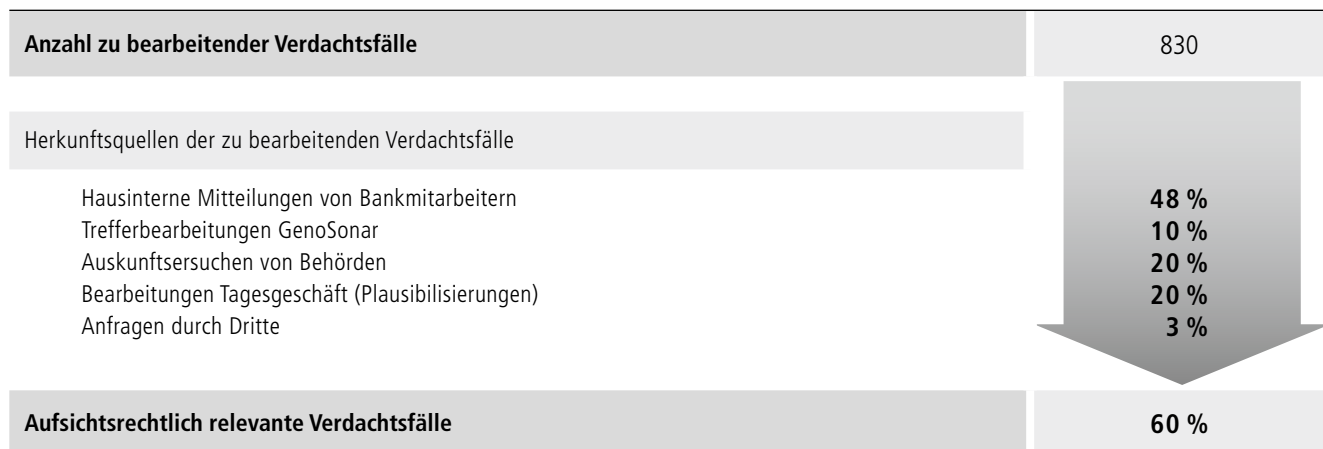 Anzahl zu bearbeitender Verdachtsfälle 830
Herkunftsquellen der zu bearbeitenden Verdachtsfälle
Hausinterne Mitteilungen von Bankmitarbeitern 48 %
Trefferbearbeitungen GenoSonar 10 %
Auskunftsersuchen von Behörden 20 %
Bearbeitungen Tagesgeschäft (Plausibilisierungen) 20 %
Anfragen durch Dritte 3 %
Aufsichtsrechtlich relevante Verdachtsfälle 60 %